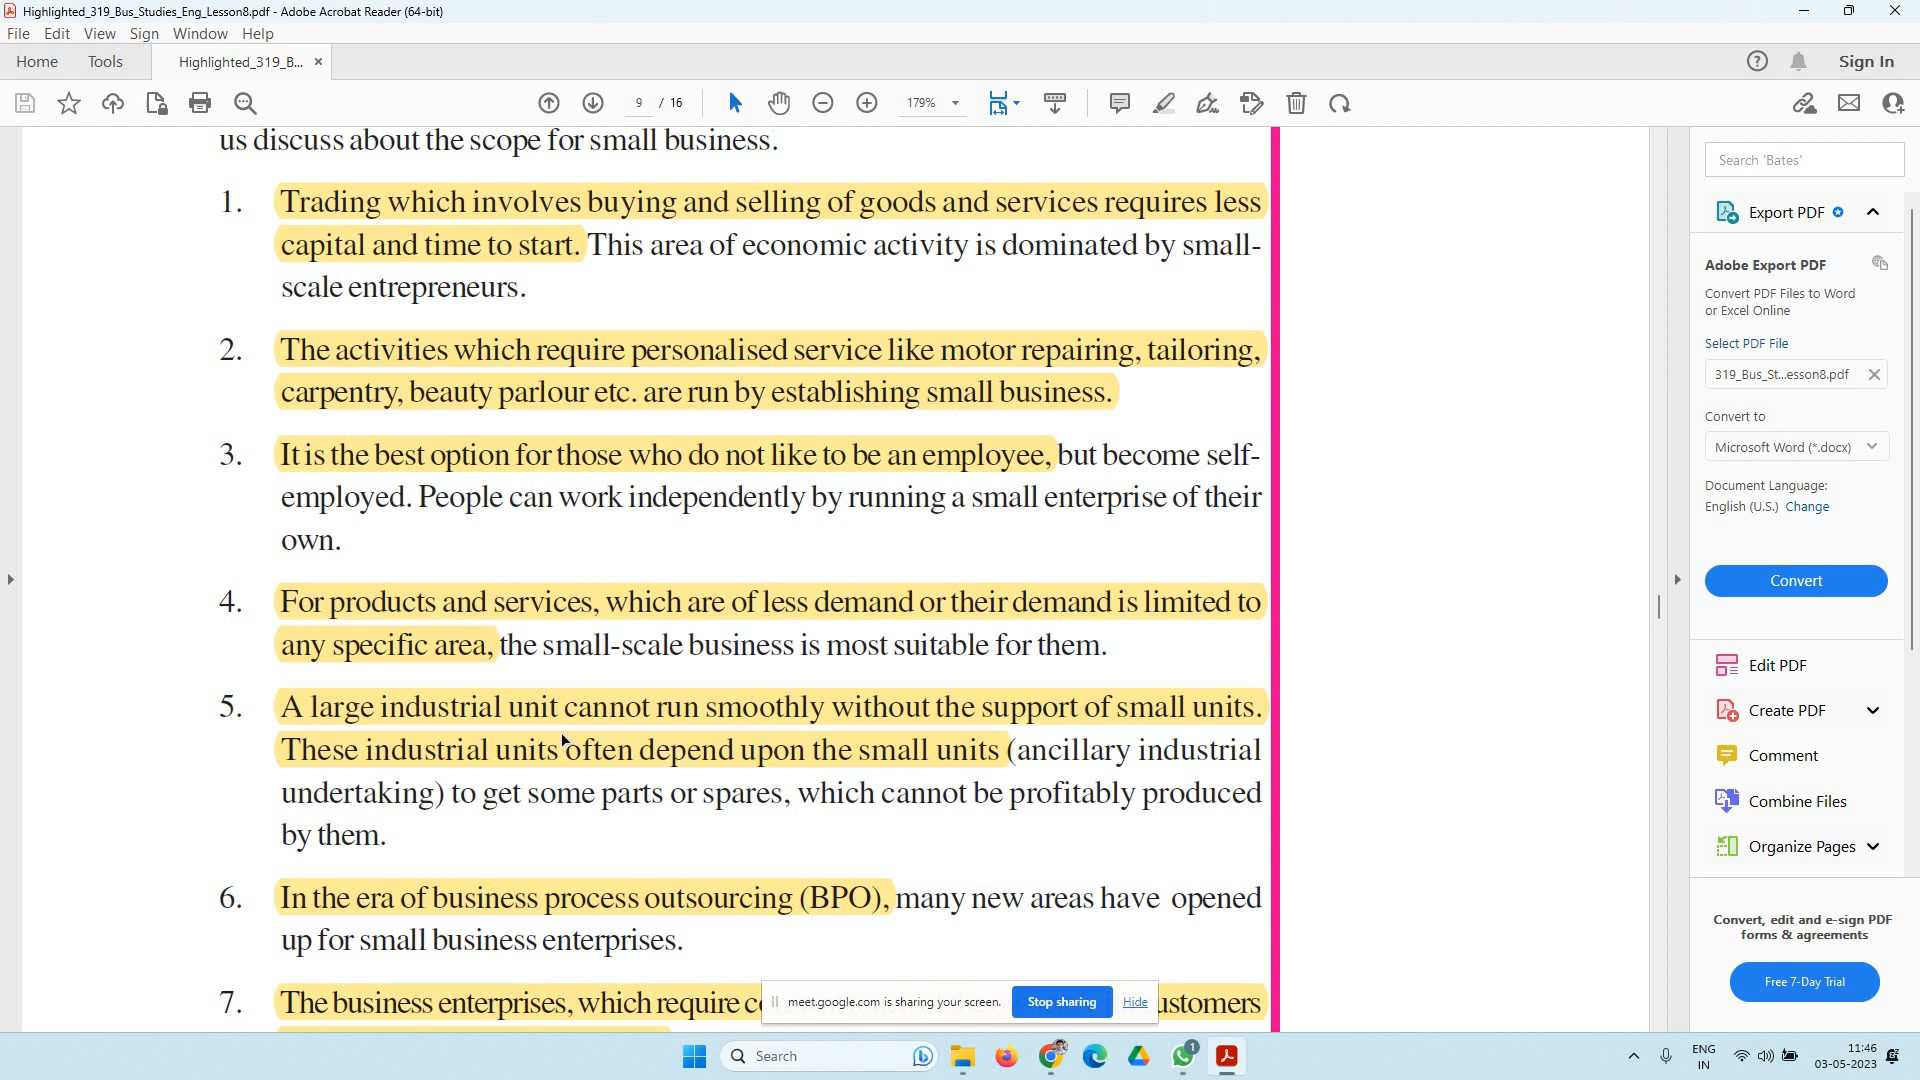 Highlighted_319_Bus_Studies_Eng_Lesson8.pdf - Adobe Acrobat Reader (64-bit)
File Edit View Sign Window Help
Home Tools Highlighted_319_B... × Sign In
9 / 16 179%
us discuss about the scope for small business.
1. Trading which involves buying and selling of goods and services requires less
capital and time to start. This area of economic activity is dominated by small-
scale entrepreneurs.
2. The activities which require personalised service like motor repairing, tailoring,
carpentry, beauty parlour etc. are run by establishing small business.
3. It is the best option for those who do not like to be an employee, but become self-
employed. People can work independently by running a small enterprise of their
own.
4. For products and services, which are of less demand or their demand is limited to
any specific area, the small-scale business is most suitable for them.
5. A large industrial unit cannot run smoothly without the support of small units.
These industrial units often depend upon the small units (ancillary industrial
undertaking) to get some parts or spares, which cannot be profitably produced
by them.
6. In the era of business process outsourcing (BPO), many new areas have opened
up for small business enterprises.
7. The business enterprises, which require
meet.google.com is sharing your screen. Stop sharing Hide
Search 'Bates'
Export PDF
Adobe Export PDF
Convert PDF Files to Word
or Excel Online
Select PDF File
319_Bus_St...esson8.pdf
Convert to
Microsoft Word (*.docx)
Document Language:
English (U.S.) Change
Convert
Edit PDF
Create PDF
Comment
Combine Files
Organize Pages
Convert, edit and e-sign PDF
forms & agreements
Free 7-Day Trial
Search
1
ENG
IN
11:46
03-05-2023